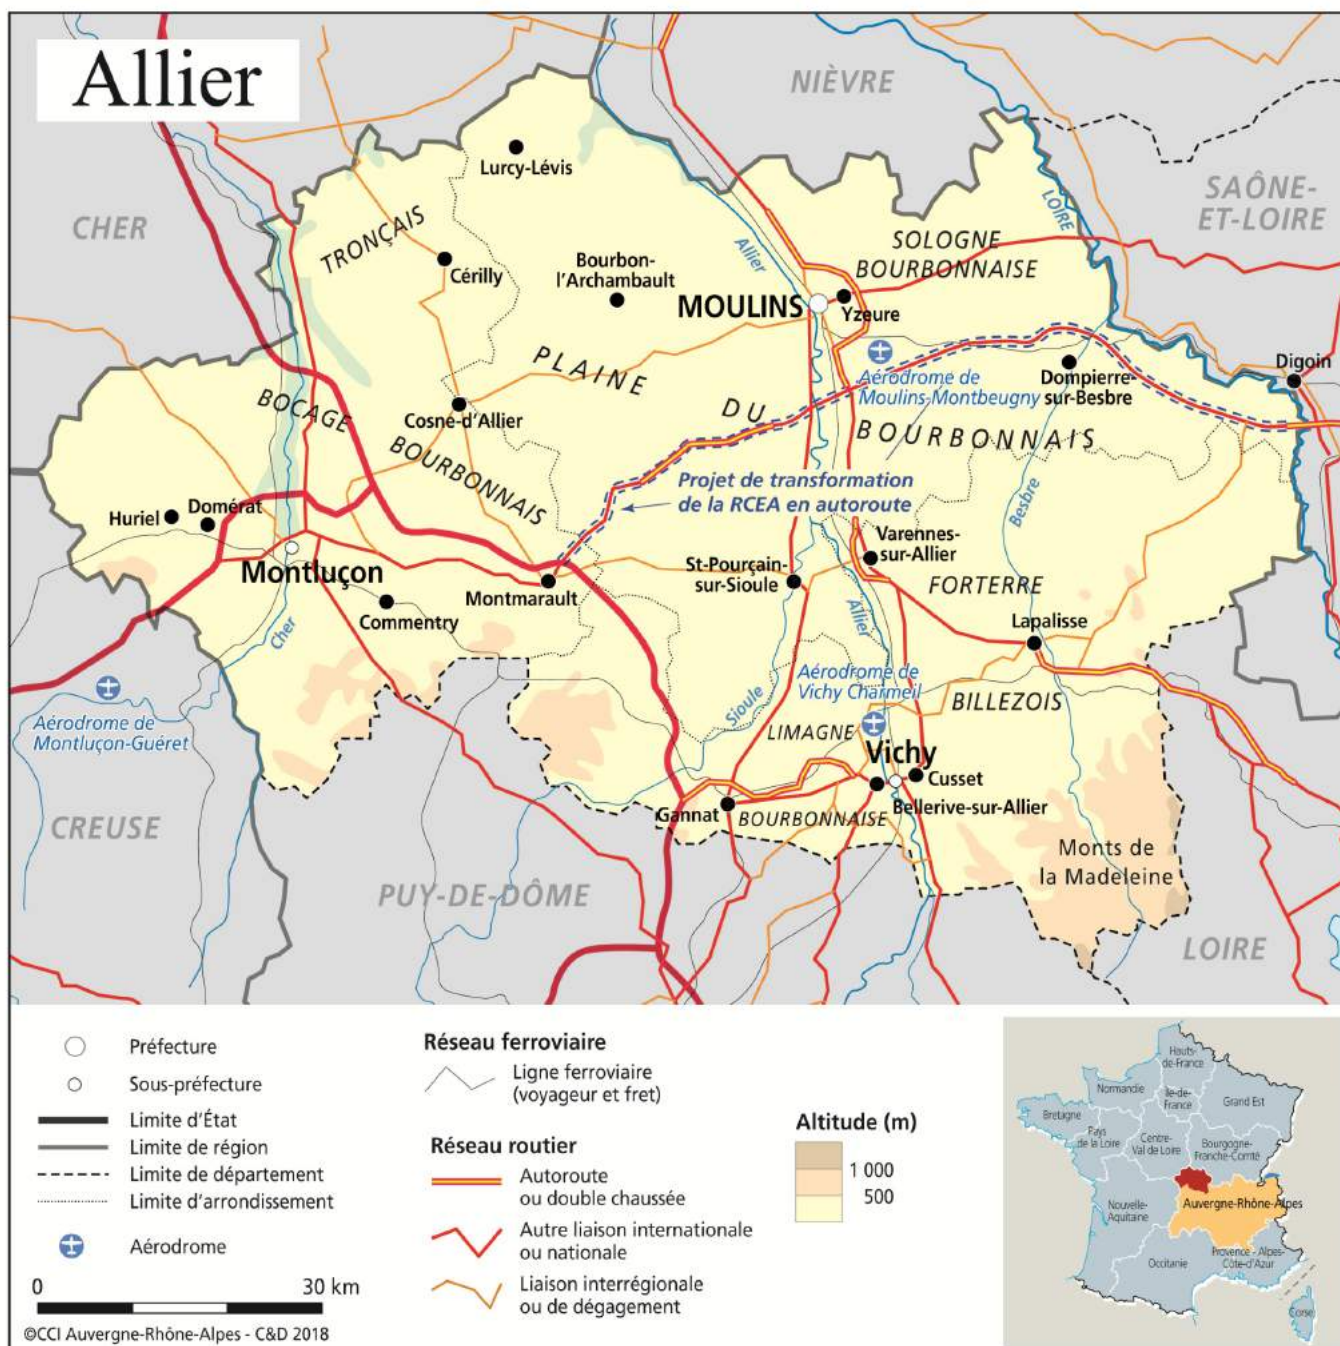 Allier
NIÈVRE
CHER
SAÔNE-
ET-LOIRE
LOIRE
Lurcy-Lévis
TRONÇAIS
Cérilly
Bourbon-
l'Archambault
Allier
SOLOGNE
BOURBONNAISE
MOULINS
Yzeure
PLAINE
DU
BOURBONNAIS
Aérodrome de
Moulins-Montbeugny
Dompierre-
sur-Besbre
Digoin
BOCAGE
BOURBONNAIS
Cosne-d'Allier
Projet de transformation
de la RCEA en autoroute
Besbre
Huriel
Domérat
Montluçon
Commentry
Montmarault
Cher
St-Pourçain-
sur-Sioule
Varennes-
sur-Allier
FORTERRE
Allier
Lapalisse
Aérodrome de
Montluçon-Guéret
Sioule
Aérodrome de
Vichy Charmeil
BILLEZOIS
LIMAGNE
BOURBONNAISE
Vichy
Cusset
Bellerive-sur-Allier
Gannat
Monts de
la Madeleine
CREUSE
PUY-DE-DÔME
LOIRE
Préfecture
Sous-préfecture
Limite d'État
Limite de région
Limite de département
Limite d'arrondissement
Aérodrome
0 30 km
©CCI Auvergne-Rhône-Alpes - C&D 2018
Réseau ferroviaire
Ligne ferroviaire
(voyageur et fret)
Réseau routier
Autoroute
ou double chaussée
Autre liaison internationale
ou nationale
Liaison interrégionale
ou de dégagement
Altitude (m)
1 000
500
Hauts-
de-France
Normandie
Île-de-
France
Grand Est
Bretagne
Pays
de la Loire
Centre-
Val de Loire
Bourgogne-
Franche-Comté
Nouvelle-
Aquitaine
Auvergne-Rhône-Alpes
Occitanie
Provence - Alpes-
Côte-d'Azur
Corse